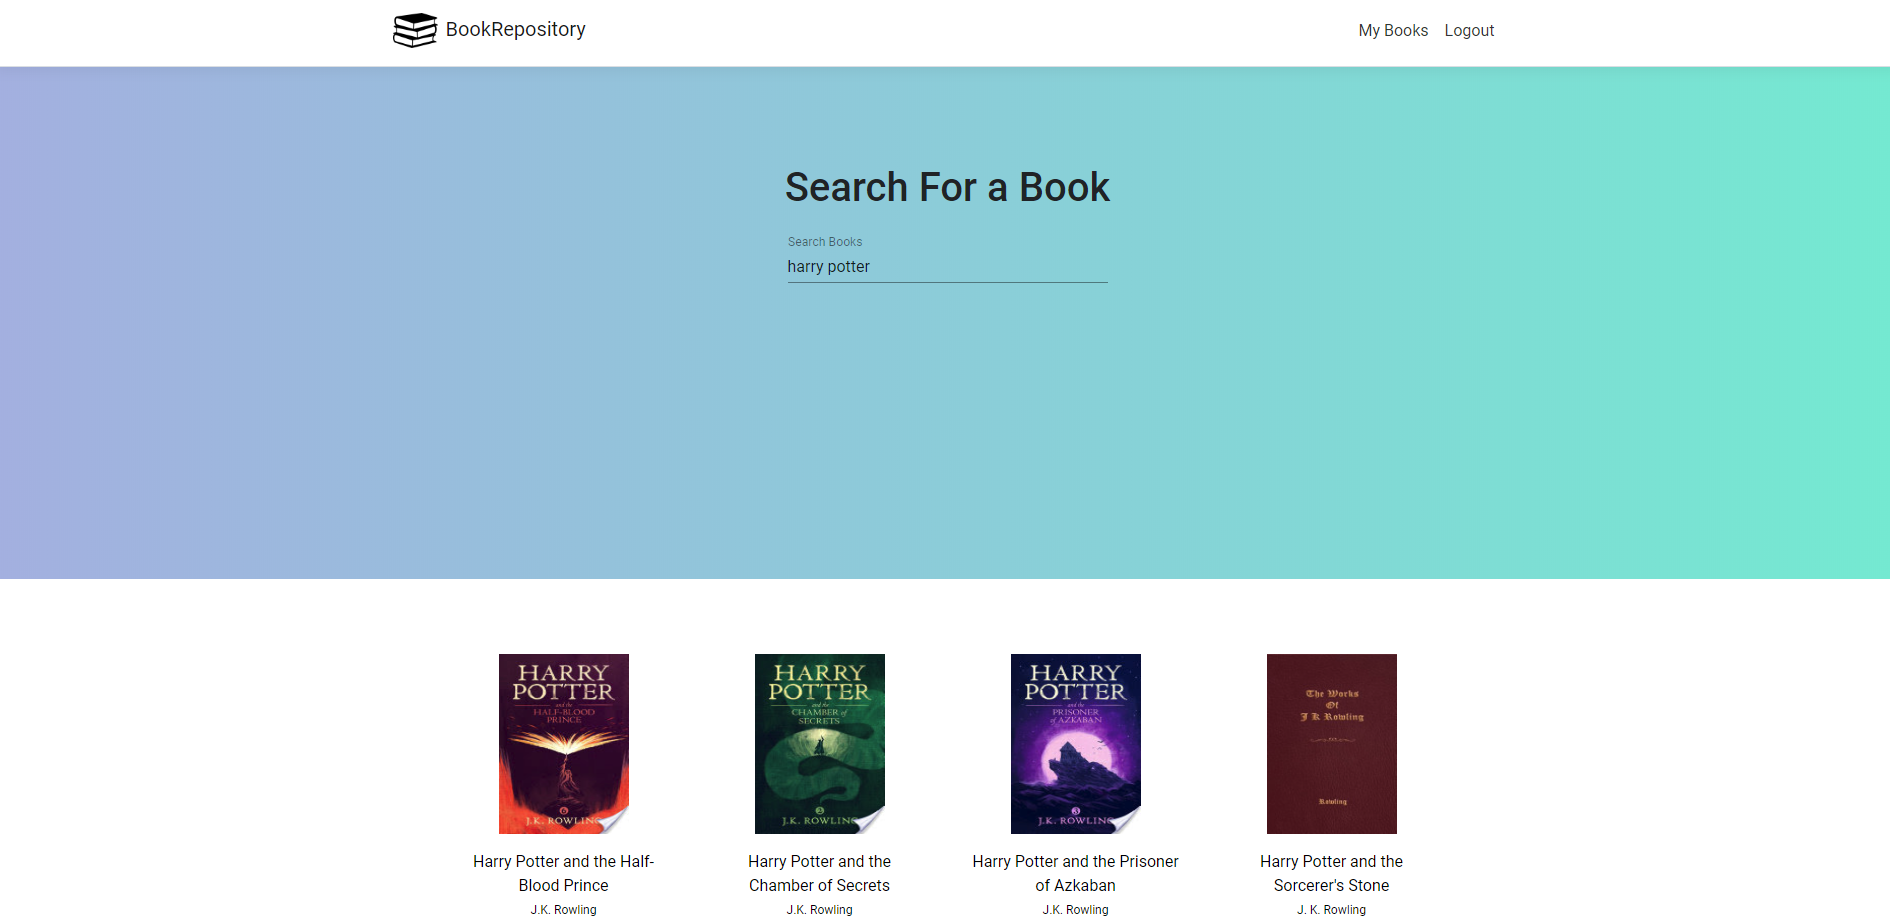 BookRepository
My Books Logout
Search For a Book
Search Books
harry potter
HARRY
POTTER
and the
HALF-BLOOD
PRINCE
6
J.K. ROWLING
HARRY
POTTER
and the
CHAMBER of
SECRETS
2
J.K. ROWLING
HARRY
POTTER
and the
PRISONER
of AZKABAN
3
J.K. ROWLING
The Works
Of
J K Rowling
Rowling
Harry Potter and the Half-
Blood Prince
J.K. Rowling
Harry Potter and the
Chamber of Secrets
J.K. Rowling
Harry Potter and the Prisoner
of Azkaban
J.K. Rowling
Harry Potter and the
Sorcerer's Stone
J. K. Rowling